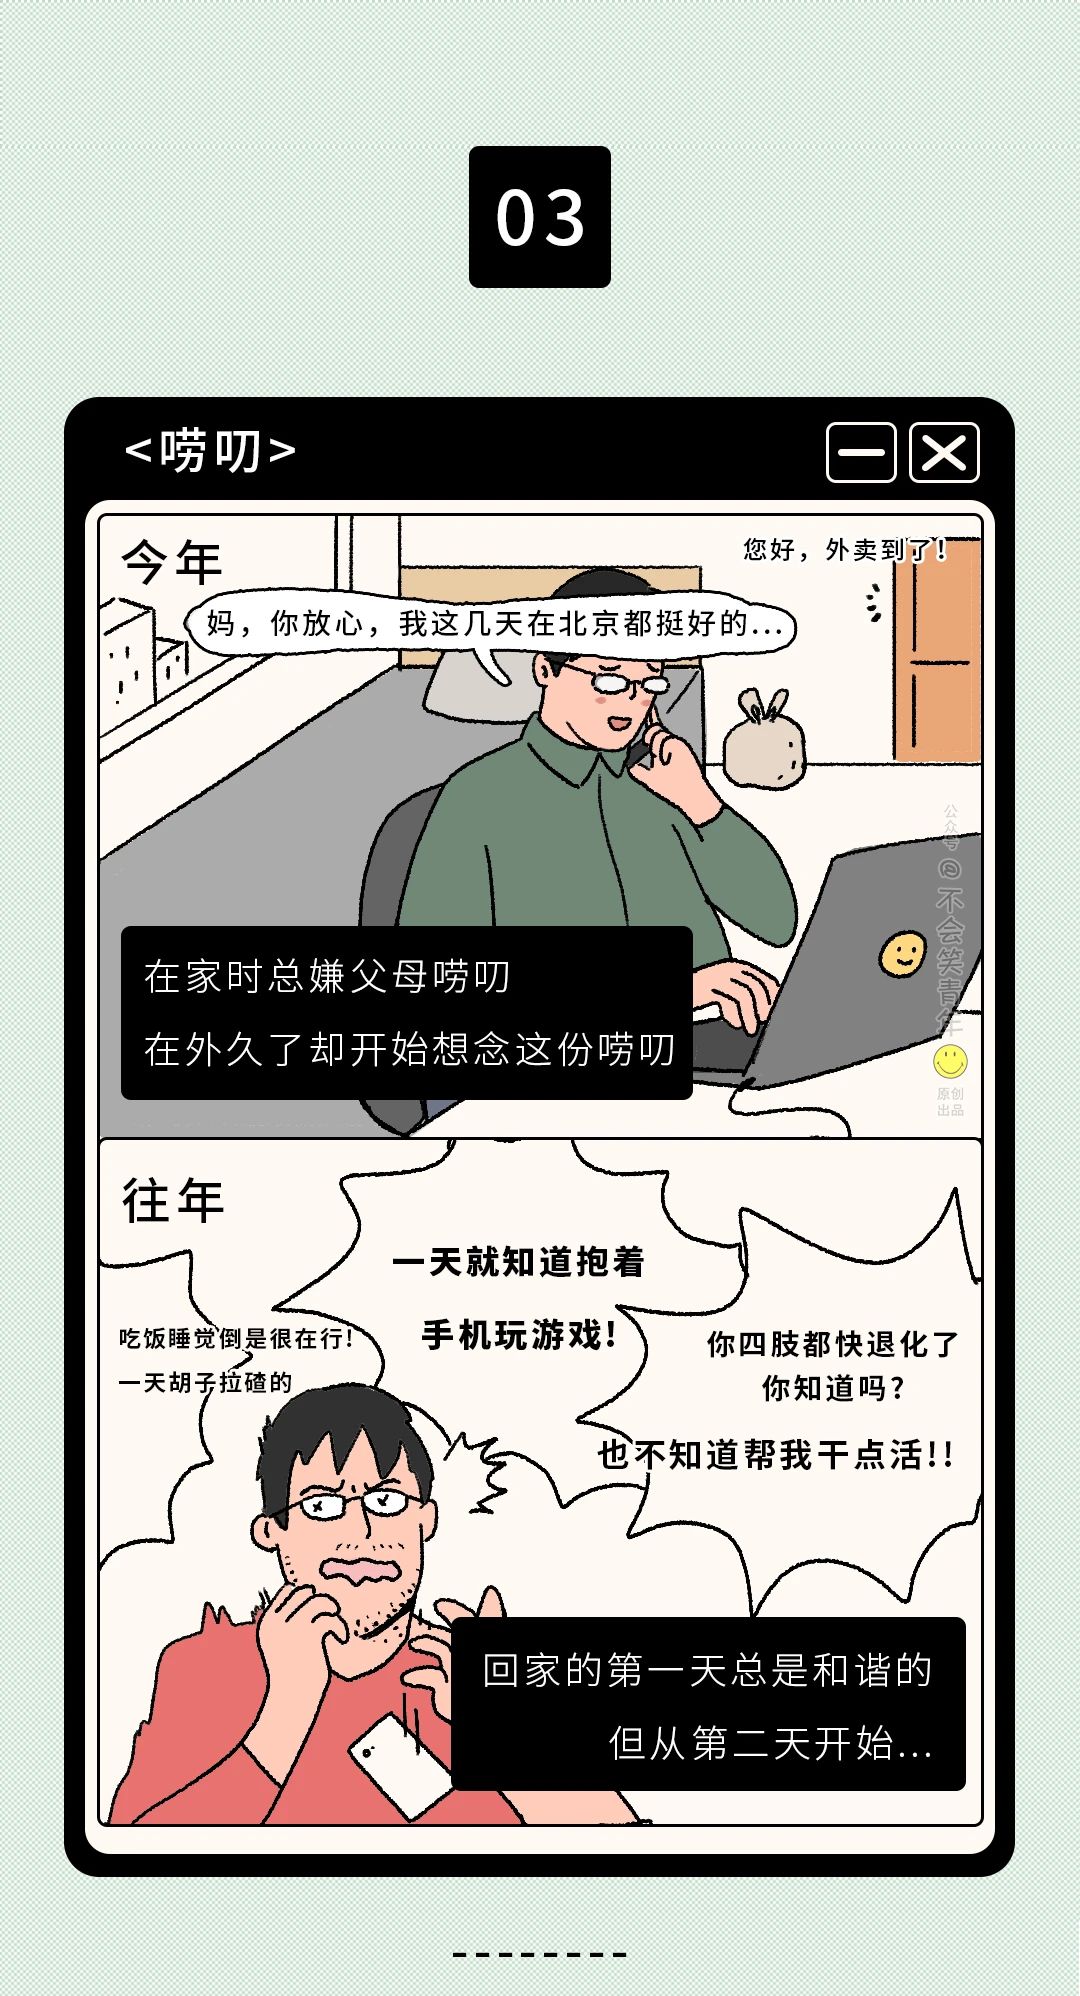 03
<唠叨>
今年
您好，外卖到了！
妈，你放心，我这几天在北京都挺好的...
公众号
@不会笑青年
原创
出品
在家时总嫌父母唠叨
在外久了却开始想念这份唠叨
往年
一天就知道抱着
手机玩游戏！
吃饭睡觉倒是很在行！
一天胡子拉碴的
你四肢都快退化了
你知道吗？
也不知道帮我干点活！！
回家的第一天总是和谐的
但从第二天开始...